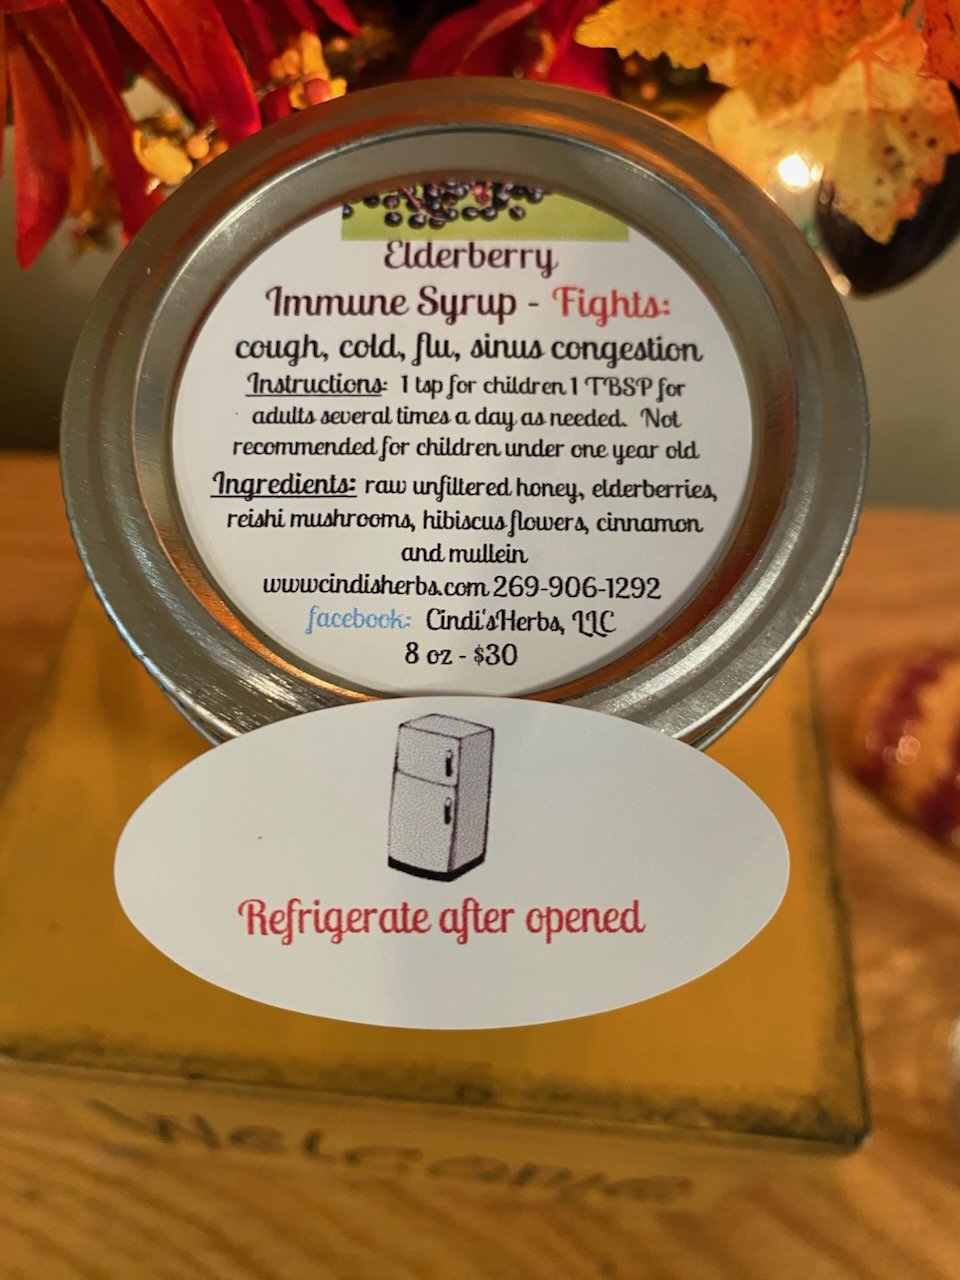 Elderberry
Immune Syrup - Fights:
cough, cold, flu, sinus congestion
Instructions: 1 tsp for children 1 TBSP for
adults several times a day as needed. Not
recommended for children under one year old
Ingredients: raw unfiltered honey, elderberries,
reishi mushrooms, hibiscus flowers, cinnamon
and mullein
wwwcindisherbs.com 269-906-1292
facebook: Cindi'sHerbs, LLC
8 oz - $30
Refrigerate after opened
Welcome